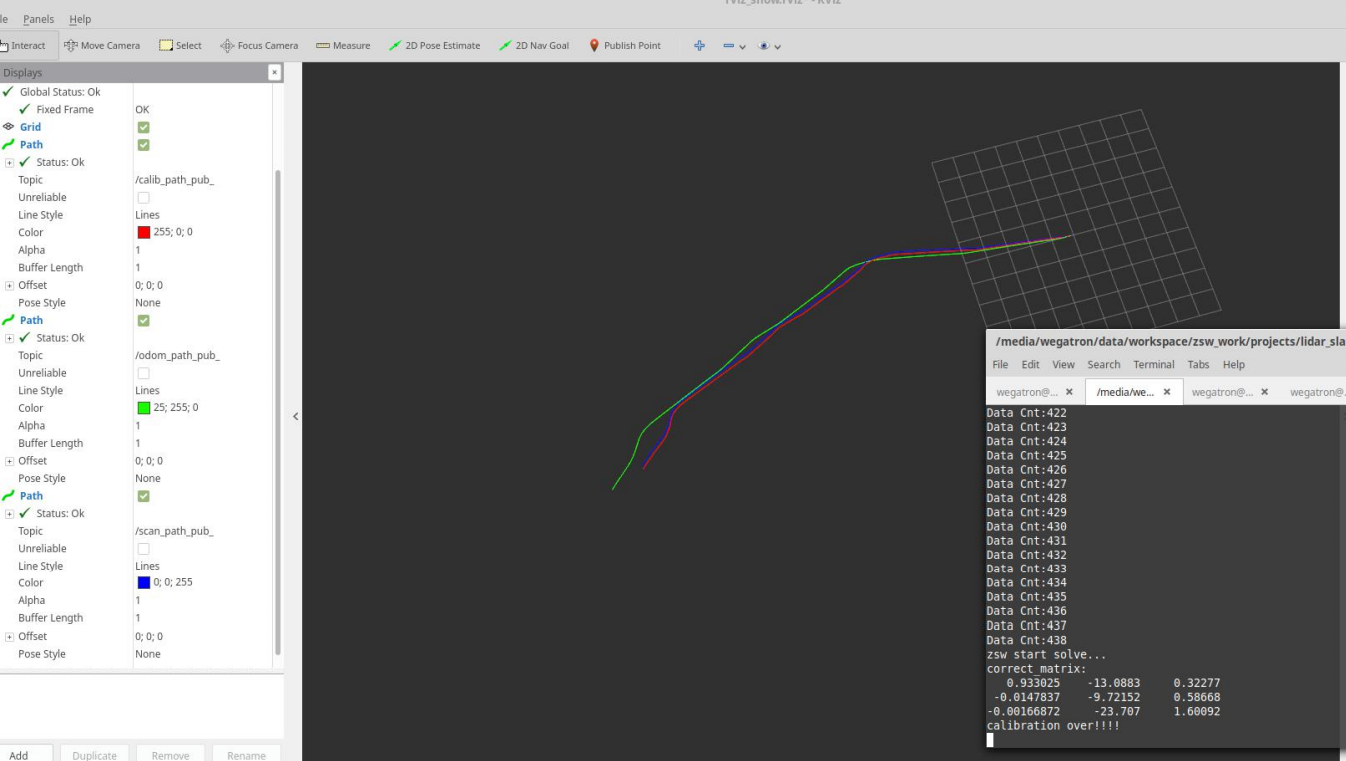 rviz_show.rviz* - RViz
le Panels Help
Interact Move Camera Select Focus Camera Measure 2D Pose Estimate 2D Nav Goal Publish Point
Displays
Global Status: Ok
Fixed Frame OK
Grid
Path
Status: Ok
Topic /calib_path_pub_
Unreliable
Line Style Lines
Color 255; 0; 0
Alpha 1
Buffer Length 1
Offset 0; 0; 0
Pose Style None
Path
Status: Ok
Topic /odom_path_pub_
Unreliable
Line Style Lines
Color 25; 255; 0
Alpha 1
Buffer Length 1
Offset 0; 0; 0
Pose Style None
Path
Status: Ok
Topic /scan_path_pub_
Unreliable
Line Style Lines
Color 0; 0; 255
Alpha 1
Buffer Length 1
Offset 0; 0; 0
Pose Style None
Add Duplicate Remove Rename
/media/wegatron/data/workspace/zsw_work/projects/lidar_sla
File Edit View Search Terminal Tabs Help
wegatron@... /media/we... wegatron@... wegatron@.
Data Cnt:422
Data Cnt:423
Data Cnt:424
Data Cnt:425
Data Cnt:426
Data Cnt:427
Data Cnt:428
Data Cnt:429
Data Cnt:430
Data Cnt:431
Data Cnt:432
Data Cnt:433
Data Cnt:434
Data Cnt:435
Data Cnt:436
Data Cnt:437
Data Cnt:438
zsw start solve...
correct_matrix:
0.933025 -13.0883 0.32277
-0.0147837 -9.72152 0.58668
-0.00166872 -23.707 1.60092
calibration over!!!!